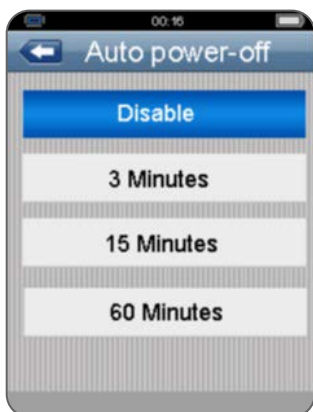 00:16
Auto power-off
Disable
3 Minutes
15 Minutes
60 Minutes